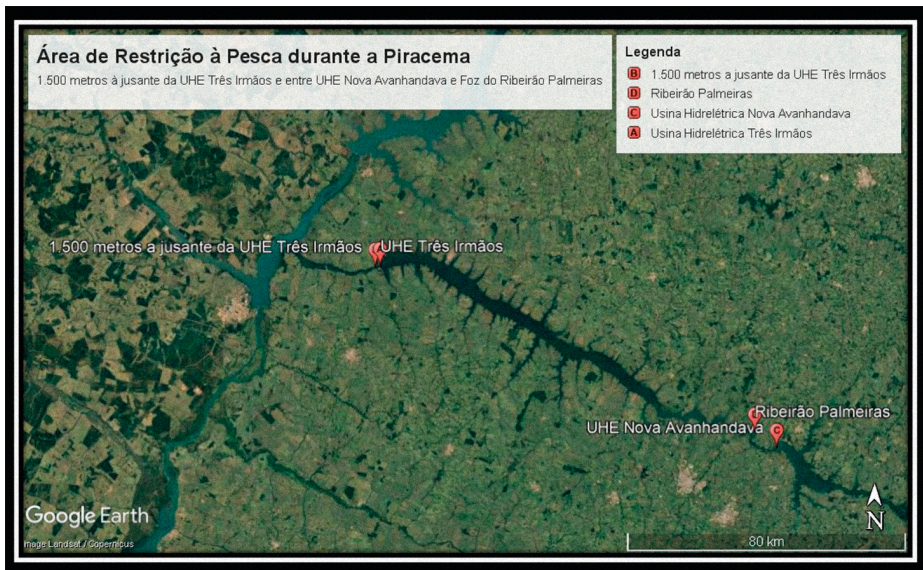 Área de Restrição à Pesca durante a Piracema
1.500 metros à jusante da UHE Três Irmãos e entre UHE Nova Avanhandava e Foz do Ribeirão Palmeiras
Legenda
B 1.500 metros a jusante da UHE Três Irmãos
D Ribeirão Palmeiras
C Usina Hidrelétrica Nova Avanhandava
A Usina Hidrelétrica Três Irmãos
1.500 metros a jusante da UHE Três Irmãos
UHE Três Irmãos
Ribeirão Palmeiras
UHE Nova Avanhandava
C
Google Earth
mage Landsat / Copernicus
N
80 km